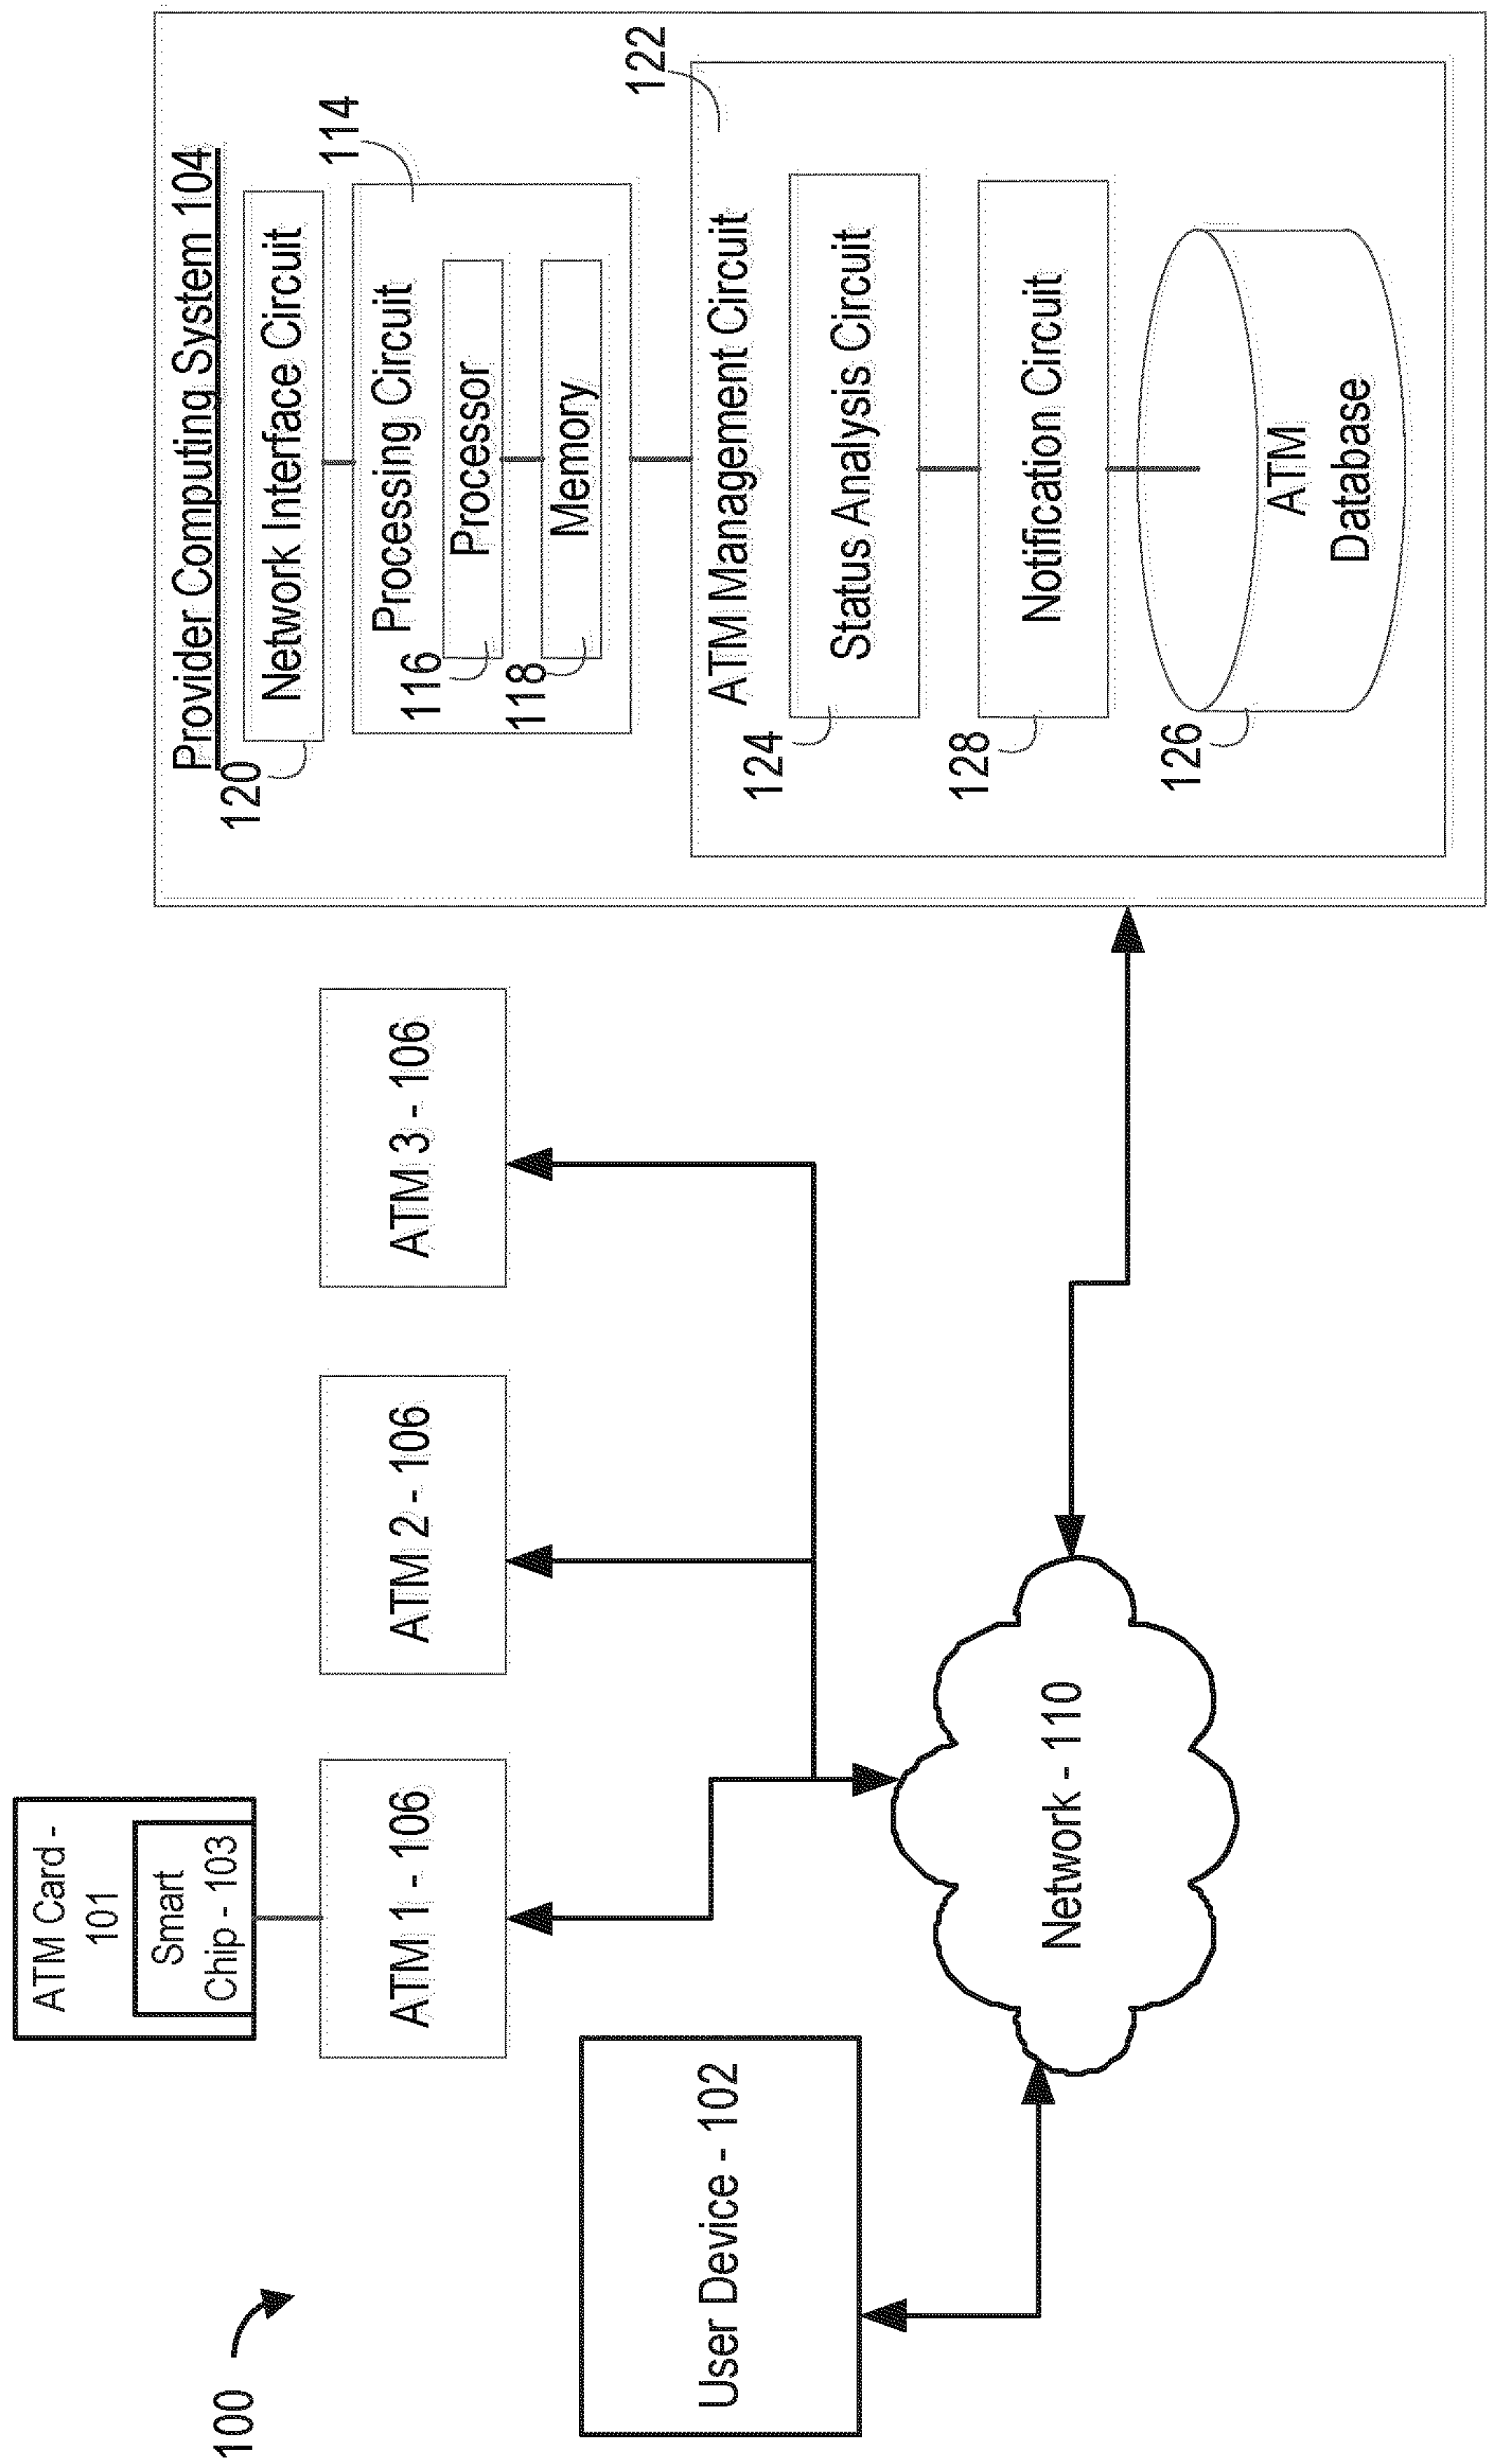 100
ATM Card -
101
Smart
Chip - 103
ATM 1 - 106
ATM 2 - 106
ATM 3 - 106
User Device - 102
Network - 110
Provider Computing System 104
120
Network Interface Circuit
114
Processing Circuit
116
Processor
118
Memory
122
ATM Management Circuit
124
Status Analysis Circuit
128
Notification Circuit
126
ATM
Database